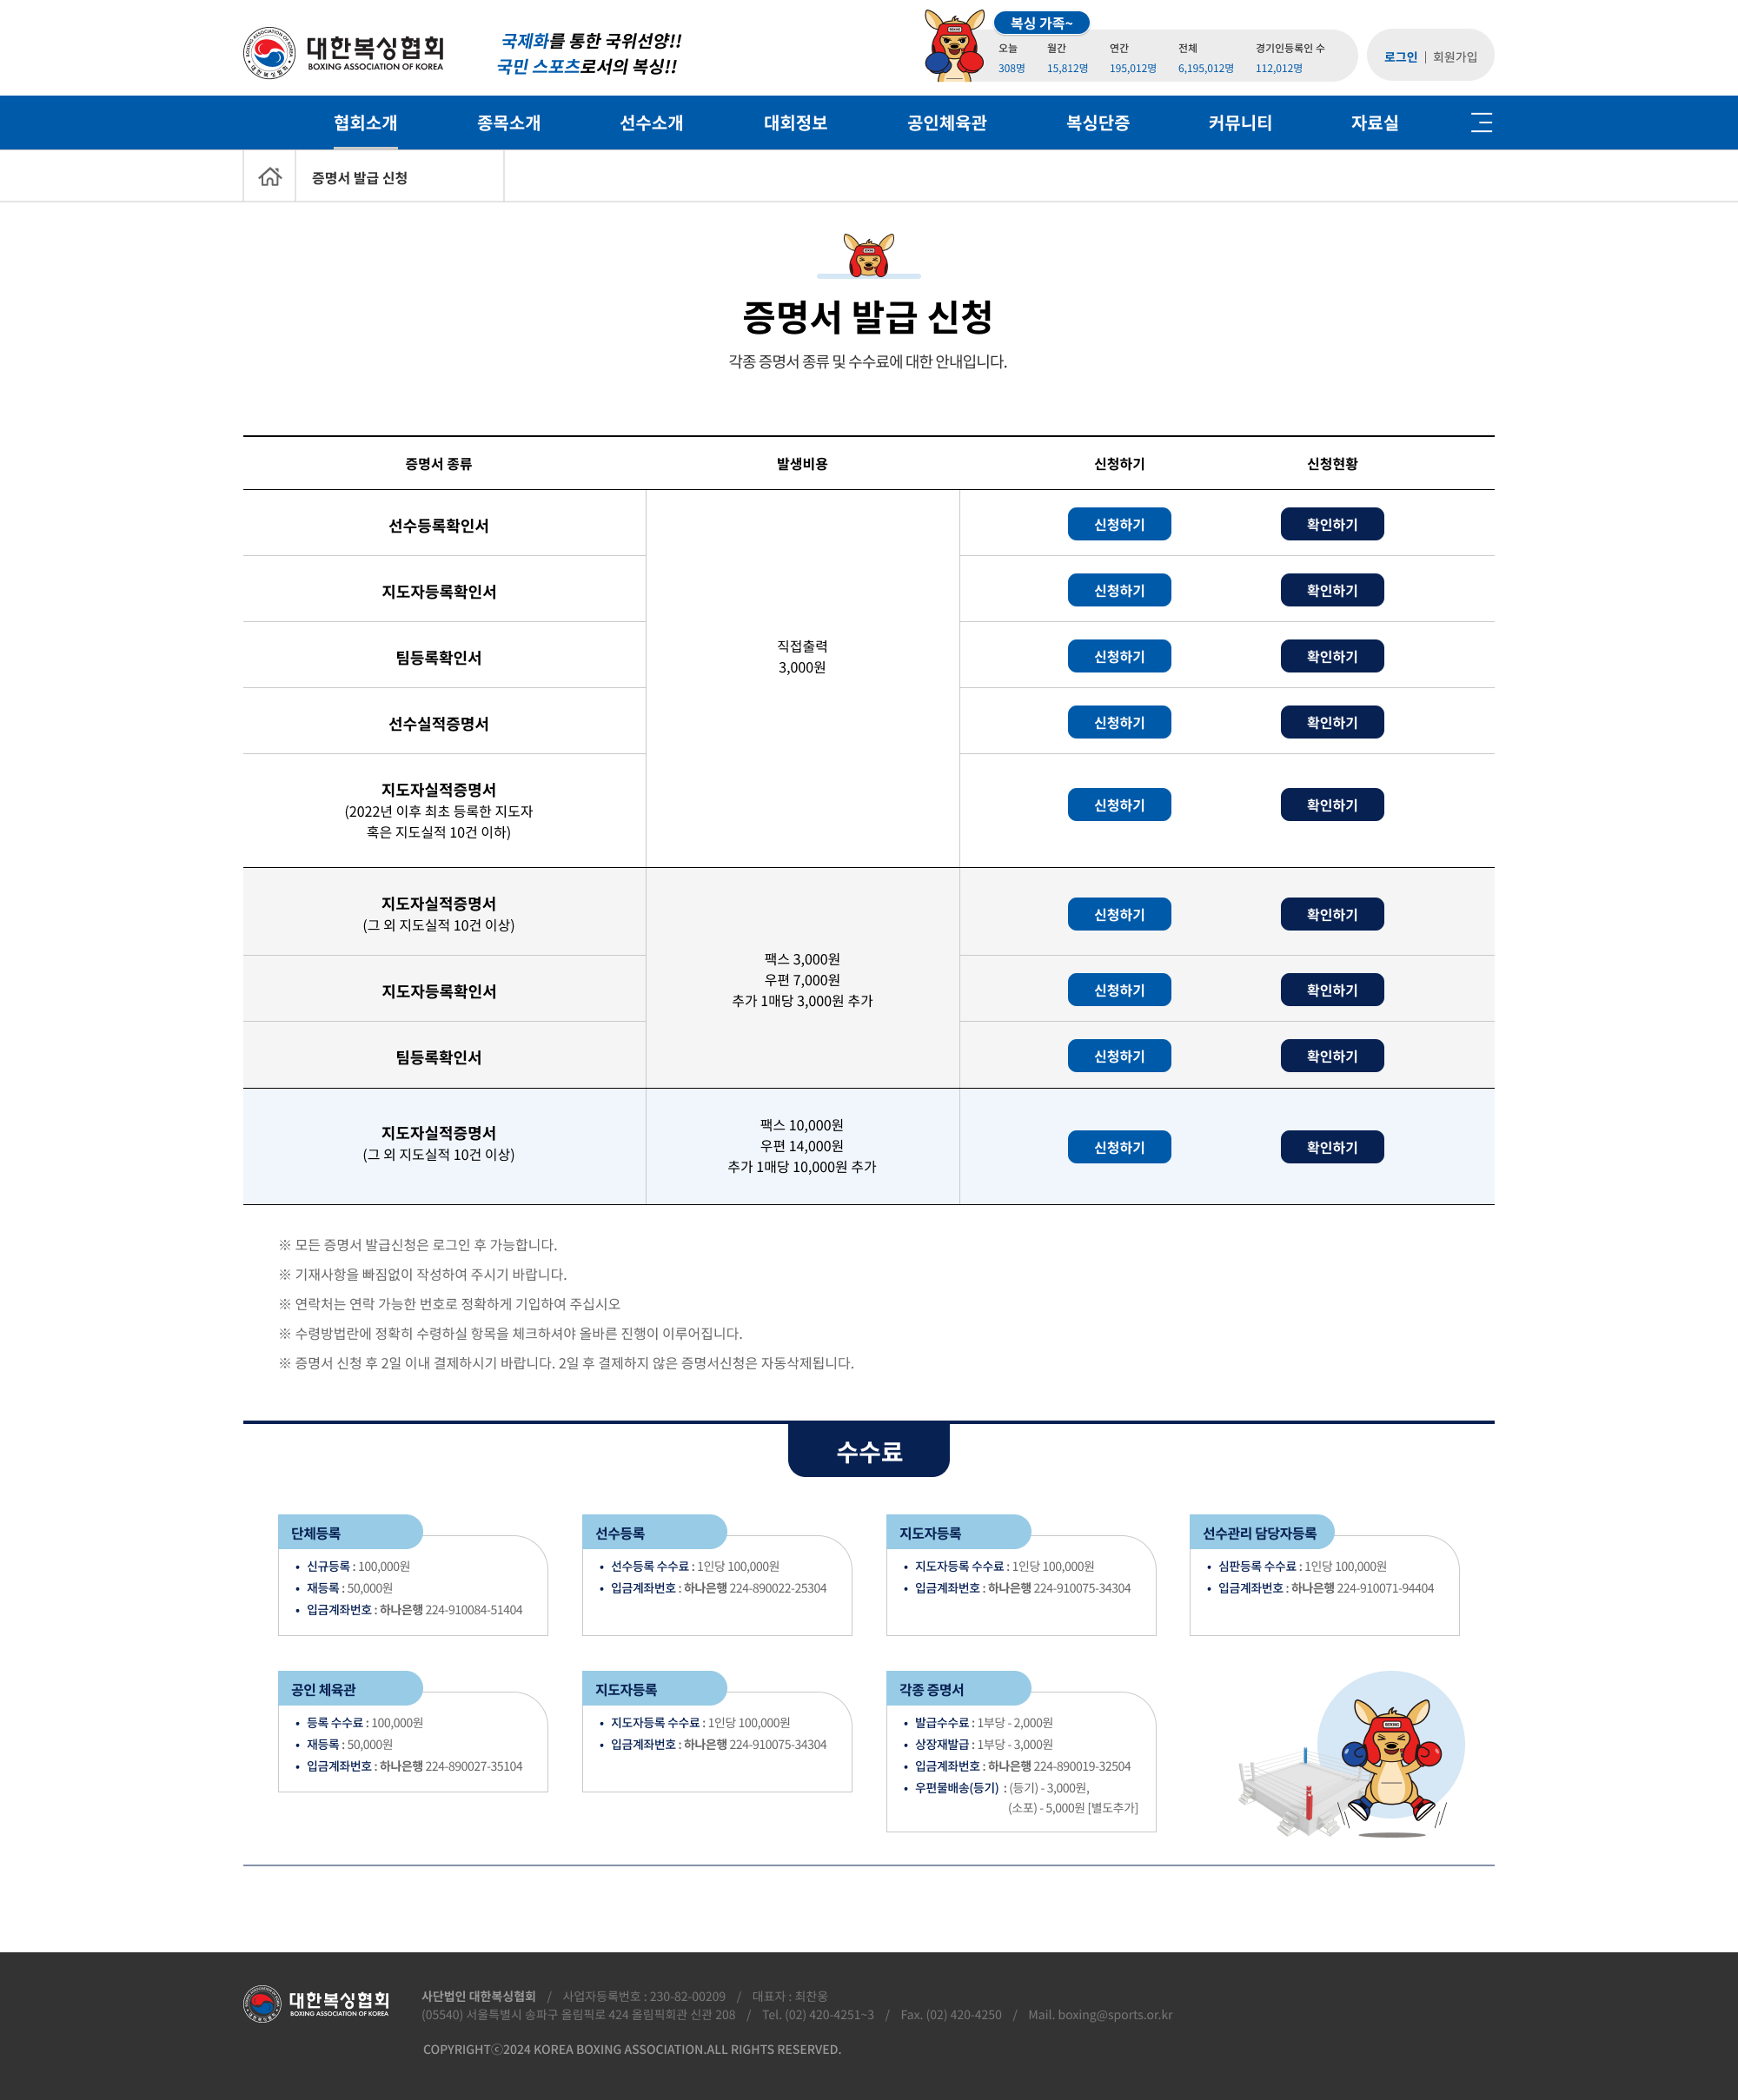 대한복싱협회
BOXING ASSOCIATION OF KOREA
국제화를 통한 국위선양!!
국민 스포츠로서의 복싱!!
복싱 가족~
오늘 월간 연간 전체 경기인등록인 수
308명 15,812명 195,012명 6,195,012명 112,012명
로그인 | 회원가입
협회소개 종목소개 선수소개 대회정보 공인체육관 복싱단증 커뮤니티 자료실
증명서 발급 신청
증명서 발급 신청
각종 증명서 종류 및 수수료에 대한 안내입니다.
증명서 종류 발생비용 신청하기 신청현황
선수등록확인서 신청하기 확인하기
지도자등록확인서 신청하기 확인하기
팀등록확인서 신청하기 확인하기
직접출력
3,000원
선수실적증명서 신청하기 확인하기
지도자실적증명서
(2022년 이후 최초 등록한 지도자
혹은 지도실적 10건 이하)
신청하기 확인하기
지도자실적증명서
(그 외 지도실적 10건 이상)
신청하기 확인하기
팩스 3,000원
우편 7,000원
추가 1매당 3,000원 추가
지도자등록확인서 신청하기 확인하기
팀등록확인서 신청하기 확인하기
지도자실적증명서
(그 외 지도실적 10건 이상)
팩스 10,000원
우편 14,000원
추가 1매당 10,000원 추가
신청하기 확인하기
※ 모든 증명서 발급신청은 로그인 후 가능합니다.
※ 기재사항을 빠짐없이 작성하여 주시기 바랍니다.
※ 연락처는 연락 가능한 번호로 정확하게 기입하여 주십시오
※ 수령방법란에 정확히 수령하실 항목을 체크하셔야 올바른 진행이 이루어집니다.
※ 증명서 신청 후 2일 이내 결제하시기 바랍니다. 2일 후 결제하지 않은 증명서신청은 자동삭제됩니다.
수수료
단체등록
• 신규등록 : 100,000원
• 재등록 : 50,000원
• 입금계좌번호 : 하나은행 224-910084-51404
선수등록
• 선수등록 수수료 : 1인당 100,000원
• 입금계좌번호 : 하나은행 224-890022-25304
지도자등록
• 지도자등록 수수료 : 1인당 100,000원
• 입금계좌번호 : 하나은행 224-910075-34304
선수관리 담당자등록
• 심판등록 수수료 : 1인당 100,000원
• 입금계좌번호 : 하나은행 224-910071-94404
공인 체육관
• 등록 수수료 : 100,000원
• 재등록 : 50,000원
• 입금계좌번호 : 하나은행 224-890027-35104
지도자등록
• 지도자등록 수수료 : 1인당 100,000원
• 입금계좌번호 : 하나은행 224-910075-34304
각종 증명서
• 발급수수료 : 1부당 - 2,000원
• 상장재발급 : 1부당 - 3,000원
• 입금계좌번호 : 하나은행 224-890019-32504
• 우편물배송(등기) : (등기) - 3,000원,
(소포) - 5,000원 [별도추가]
BOXING
대한복싱협회
BOXING ASSOCIATION OF KOREA
사단법인 대한복싱협회 / 사업자등록번호 : 230-82-00209 / 대표자 : 최찬웅
(05540) 서울특별시 송파구 올림픽로 424 올림픽회관 신관 208 / Tel. (02) 420-4251~3 / Fax. (02) 420-4250 / Mail. boxing@sports.or.kr
COPYRIGHTⓒ2024 KOREA BOXING ASSOCIATION.ALL RIGHTS RESERVED.